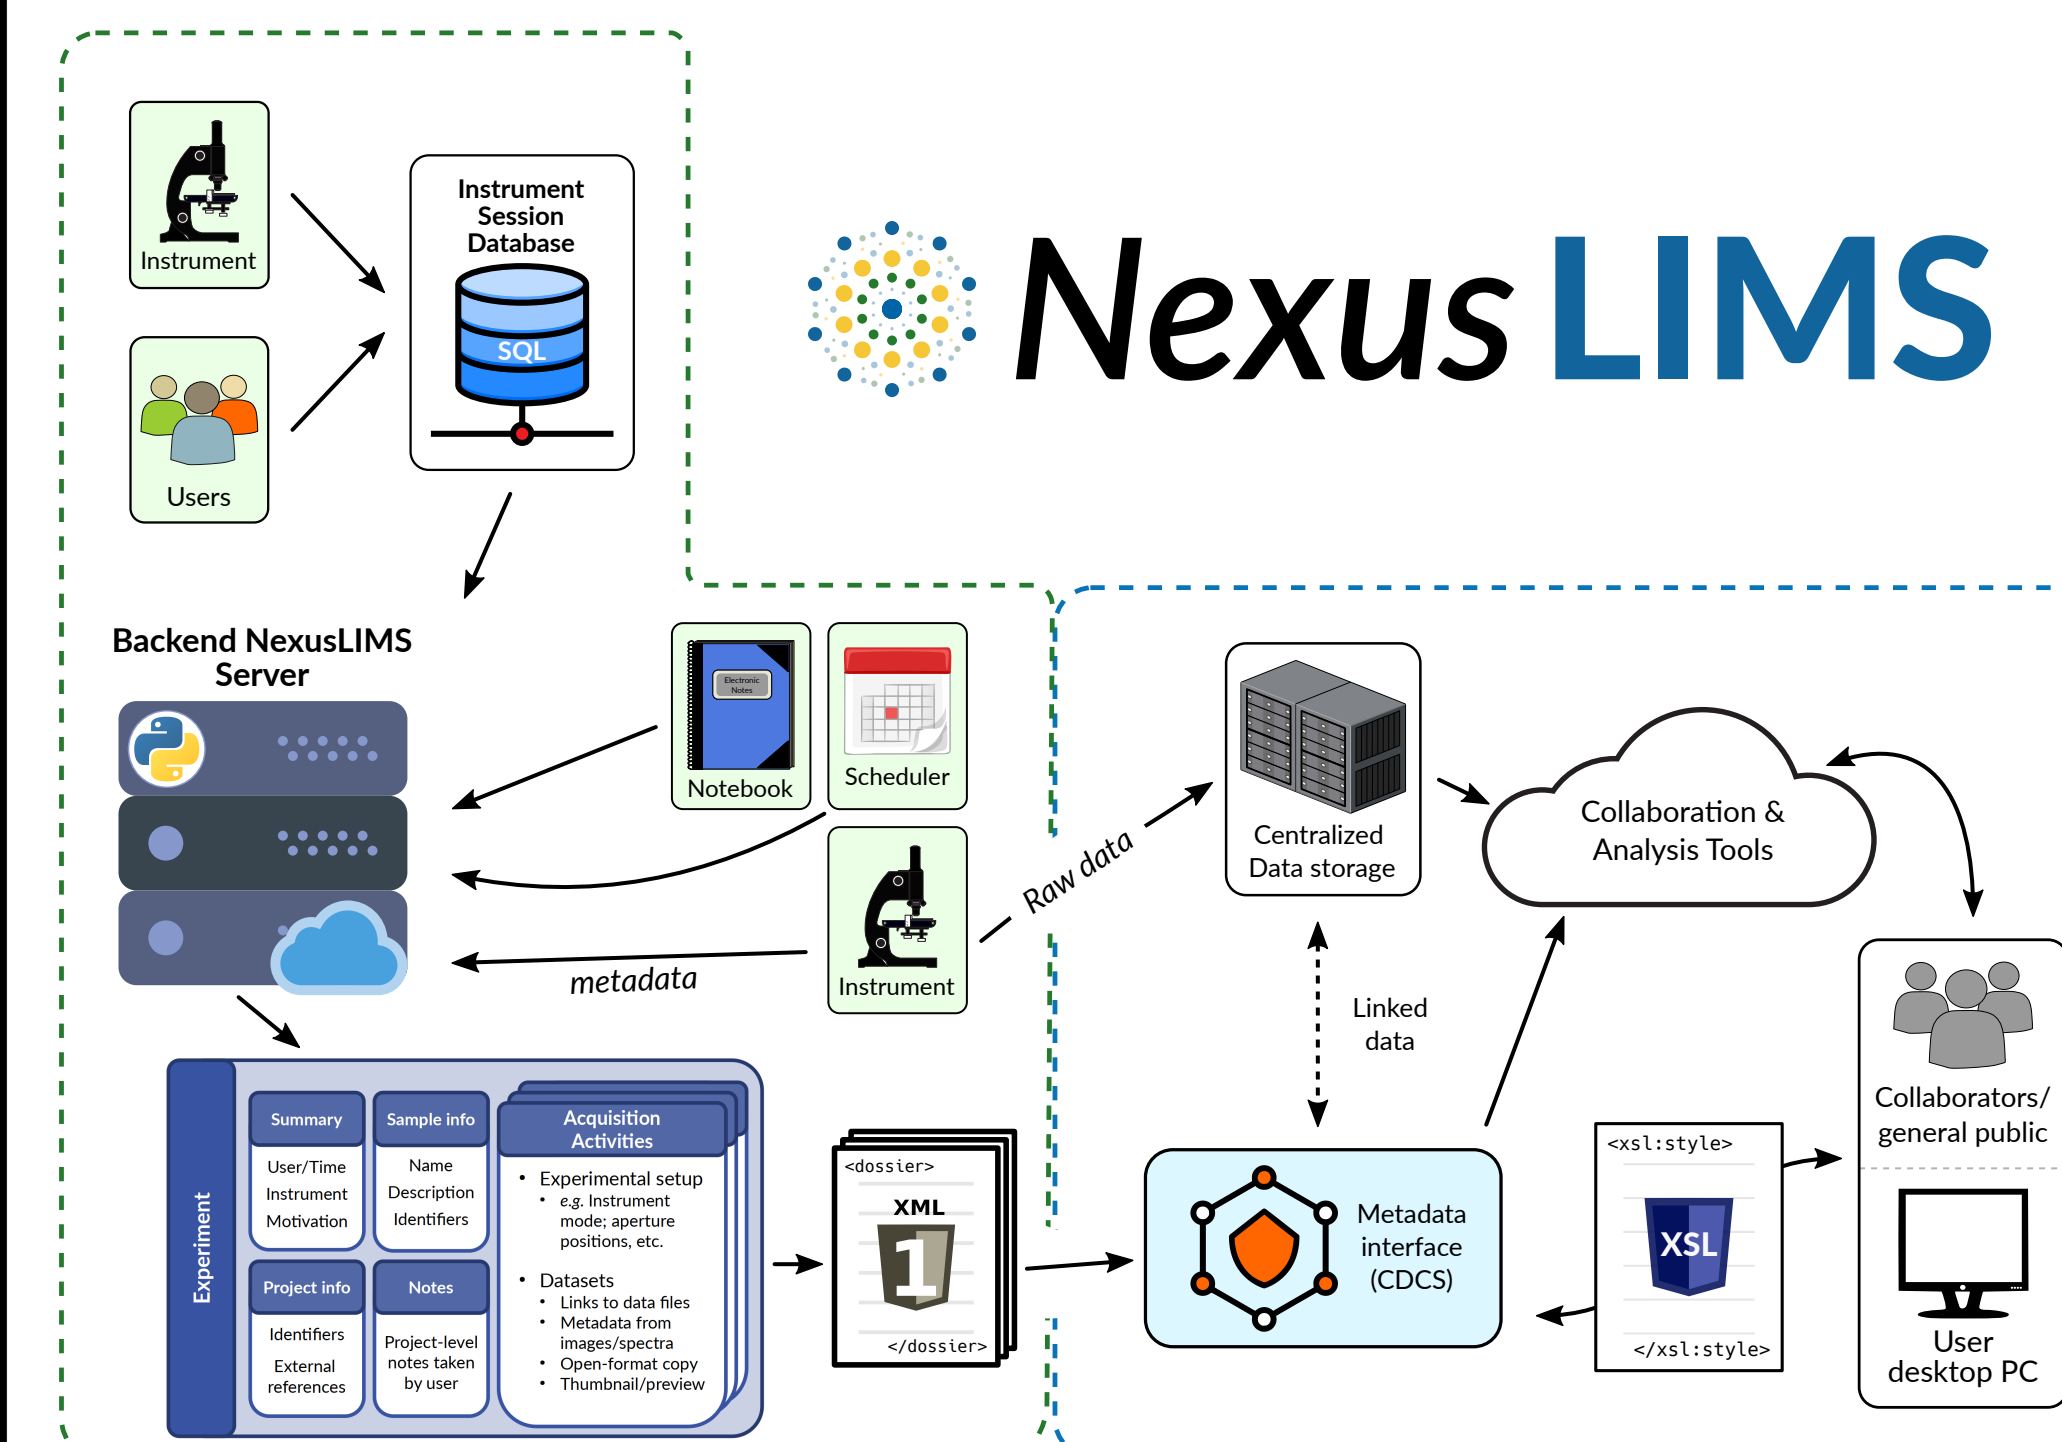 Instrument
Users
Instrument
Session
Database
SQL
Nexus LIMS
Backend NexusLIMS
Server
Electronic
Notes
Notebook
Scheduler
Instrument
metadata
Raw data
Centralized
Data storage
Collaboration &
Analysis Tools
Linked
data
Experiment
Summary
User/Time
Instrument
Motivation
Sample info
Name
Description
Identifiers
Project info
Identifiers
External
references
Notes
Project-level
notes taken
by user
Acquisition
Activities
• Experimental setup
• e.g. Instrument
mode; aperture
positions, etc.
• Datasets
• Links to data files
• Metadata from
images/spectra
• Open-format copy
• Thumbnail/preview
<dossier>
XML
1
</dossier>
Metadata
interface
(CDCS)
<xsl:style>
XSL
</xsl:style>
Collaborators/
general public
User
desktop PC